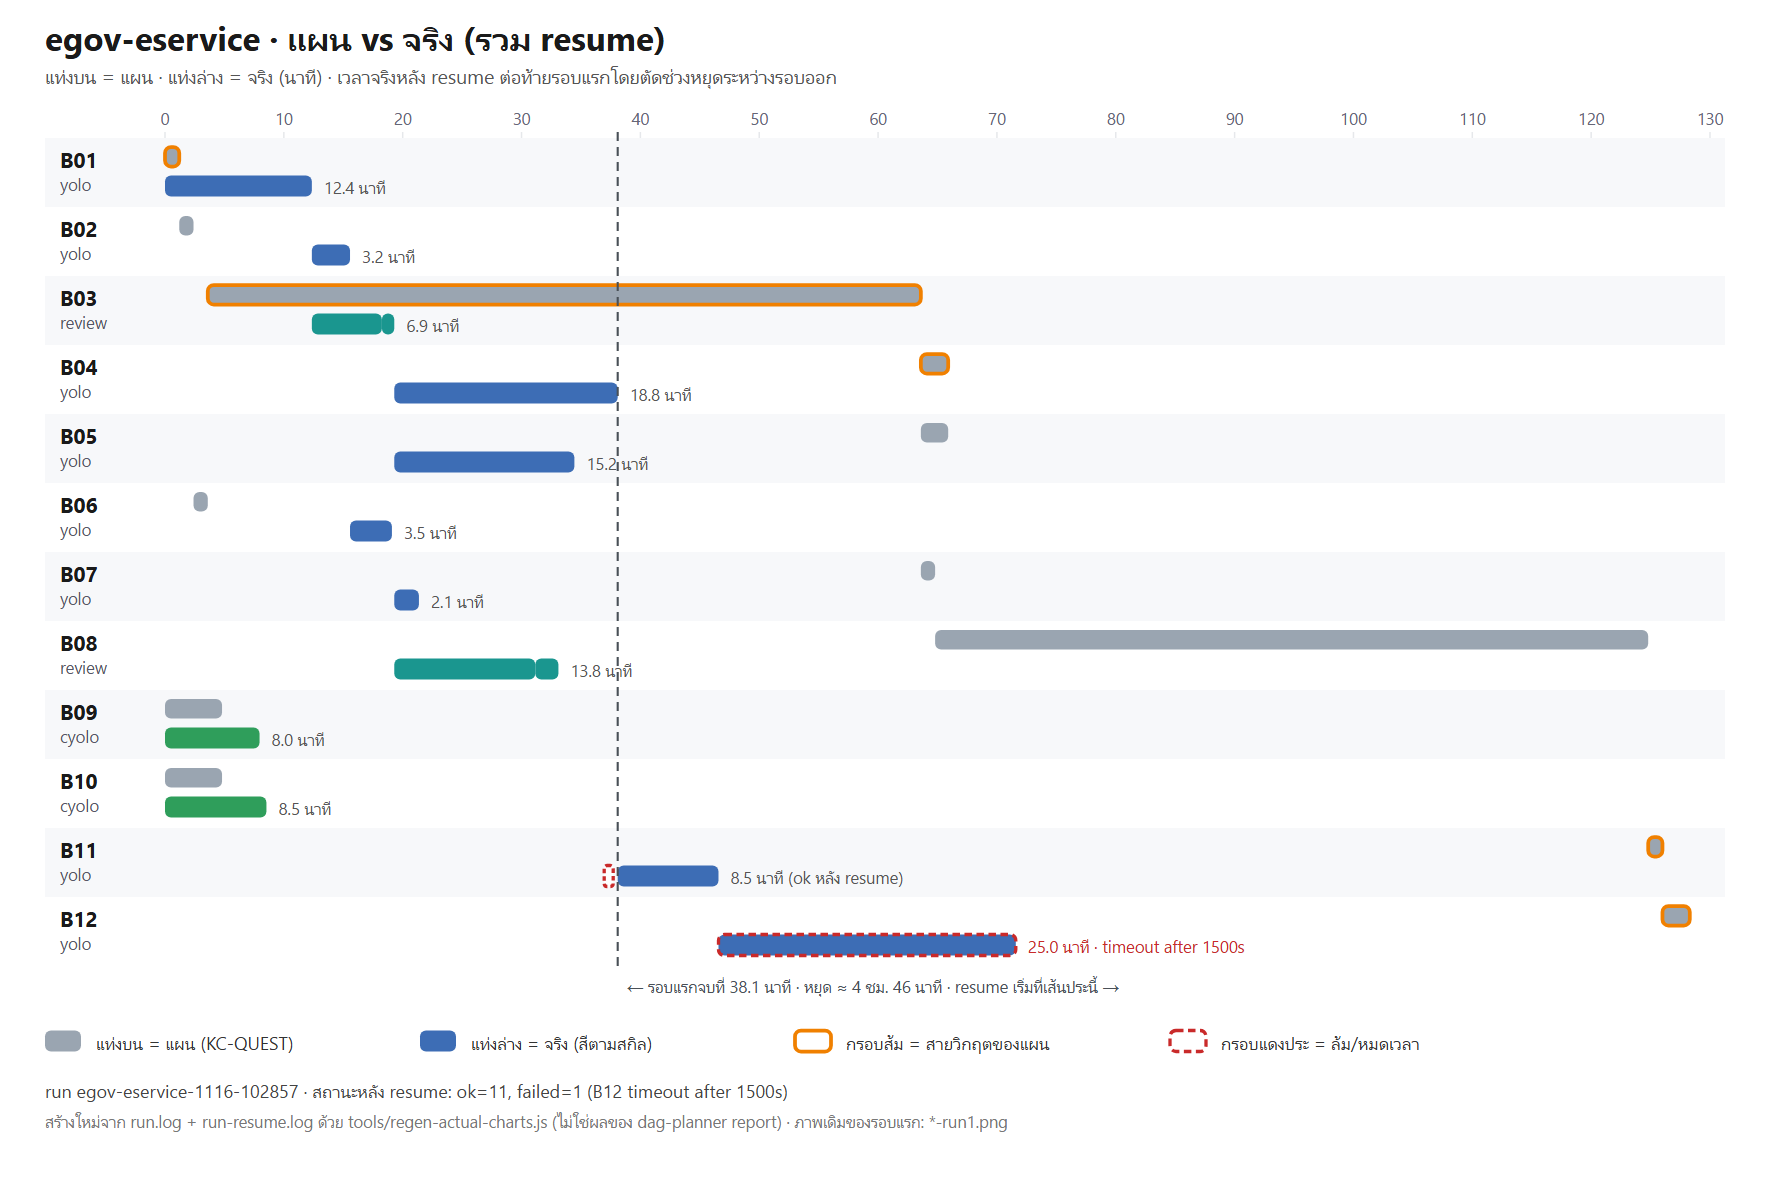 egov-eservice · แผน vs จริง (รวม resume)
แท่งบน = แผน · แท่งล่าง = จริง (นาที) · เวลาจริงหลัง resume ต่อท้ายรอบแรกโดยตัดช่วงหยุดระหว่างรอบออก
0 10 20 30 40 50 60 70 80 90 100 110 120 130
B01
yolo
12.4 นาที
B02
yolo
3.2 นาที
B03
review
6.9 นาที
B04
yolo
18.8 นาที
B05
yolo
15.2 นาที
B06
yolo
3.5 นาที
B07
yolo
2.1 นาที
B08
review
13.8 นาที
B09
cyolo
8.0 นาที
B10
cyolo
8.5 นาที
B11
yolo
8.5 นาที (ok หลัง resume)
B12
yolo
25.0 นาที · timeout after 1500s
← รอบแรกจบที่ 38.1 นาที · หยุด ≈ 4 ชม. 46 นาที · resume เริ่มที่เส้นประนี้ →
แท่งบน = แผน (KC-QUEST)
แท่งล่าง = จริง (สีตามสกิล)
กรอบส้ม = สายวิกฤตของแผน
กรอบแดงประ = ล้ม/หมดเวลา
run egov-eservice-1116-102857 · สถานะหลัง resume: ok=11, failed=1 (B12 timeout after 1500s)
สร้างใหม่จาก run.log + run-resume.log ด้วย tools/regen-actual-charts.js (ไม่ใช่ผลของ dag-planner report) · ภาพเดิมของรอบแรก: *-run1.png